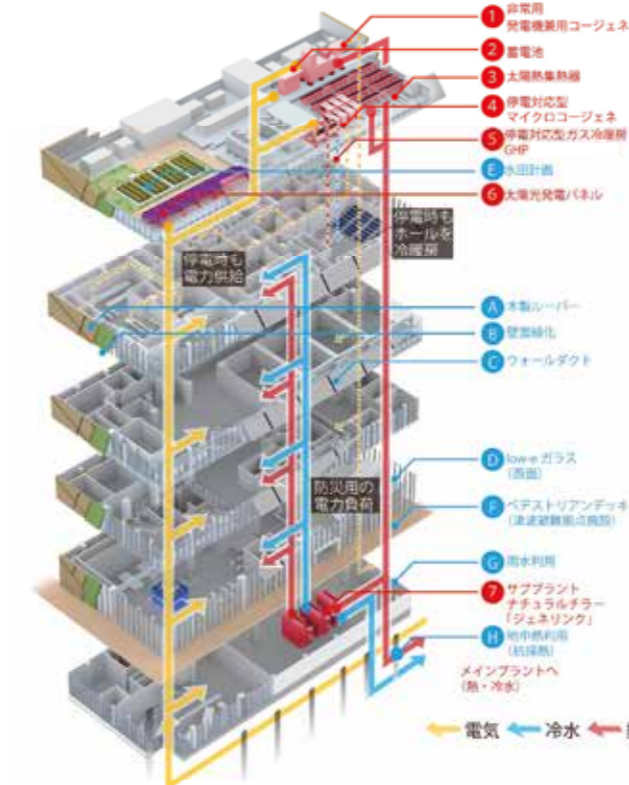 1 非常用
発電機兼用コージェネ
2 蓄電池
3 太陽熱集熱器
4 停電対応型
マイクロコージェネ
5 停電対応型ガス冷暖房
GHP
E 水田計画
6 太陽光発電パネル
停電時も
ホールを
冷暖房
停電時も
電力供給
A 木製ルーバー
B 壁面緑化
C ウォールダクト
D low-e ガラス
(西面)
防災用の
電力負荷
F ペデストリアンデッキ
(津波避難拠点施設)
G 雨水利用
7 サブプラント
ナチュラルチラー
「ジェネリンク」
H 地中熱利用
(杭採熱)
メインプラントへ
(熱・冷水)
電気 冷水